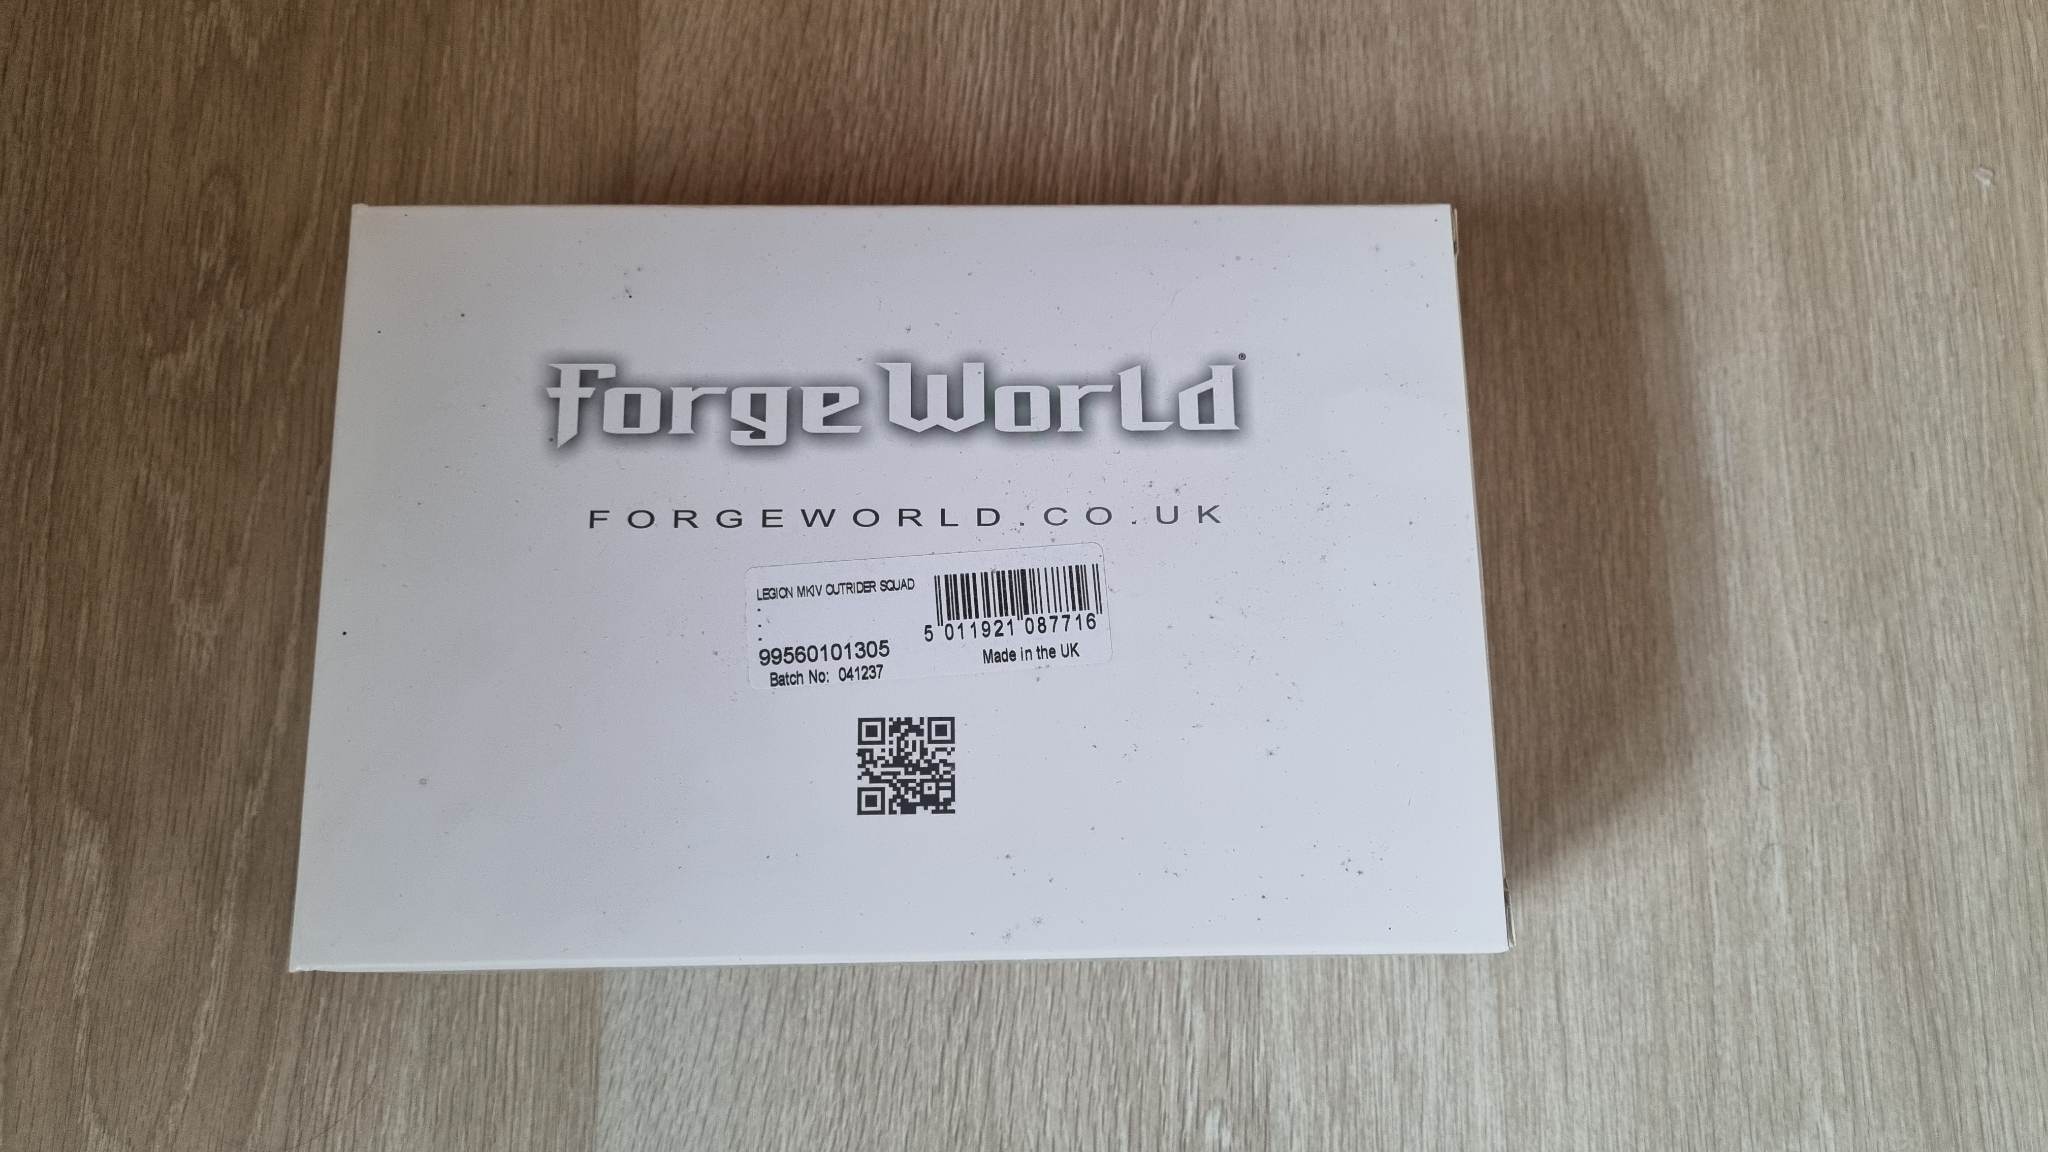 Forge World®
FORGEWORLD.CO.UK
LEGION MKIV OUTRIDER SQUAD
.
.
.
99560101305
Batch No: 041237
5 011921 087716
Made in the UK